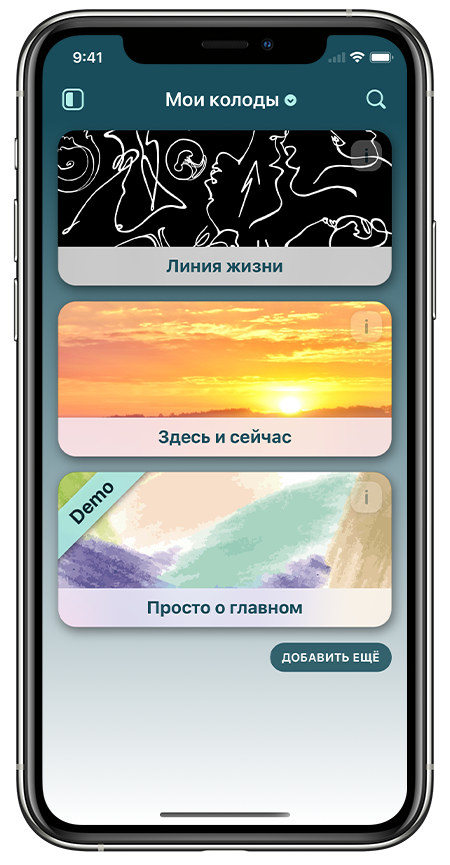 9:41
Мои колоды
i
Линия жизни
i
Здесь и сейчас
Demo
i
Просто о главном
ДОБАВИТЬ ЕЩЁ